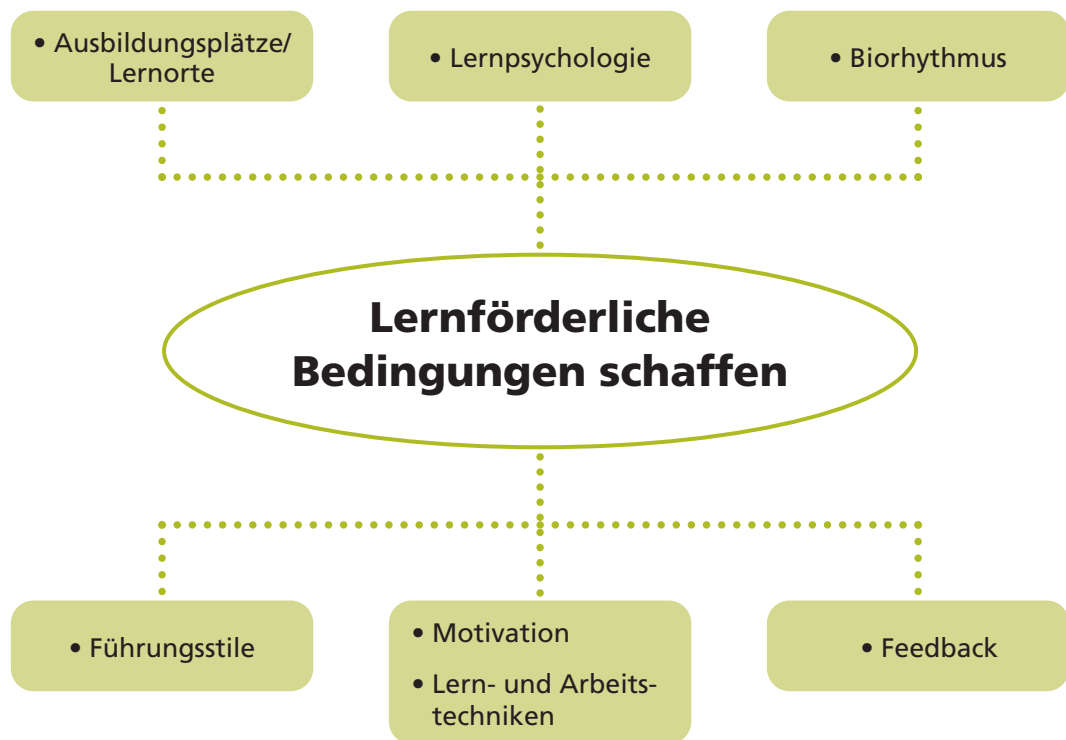 • Ausbildungsplätze/
Lernorte
• Lernpsychologie
• Biorhythmus
Lernförderliche
Bedingungen schaffen
• Führungsstile
• Motivation
• Lern- und Arbeits-
techniken
• Feedback